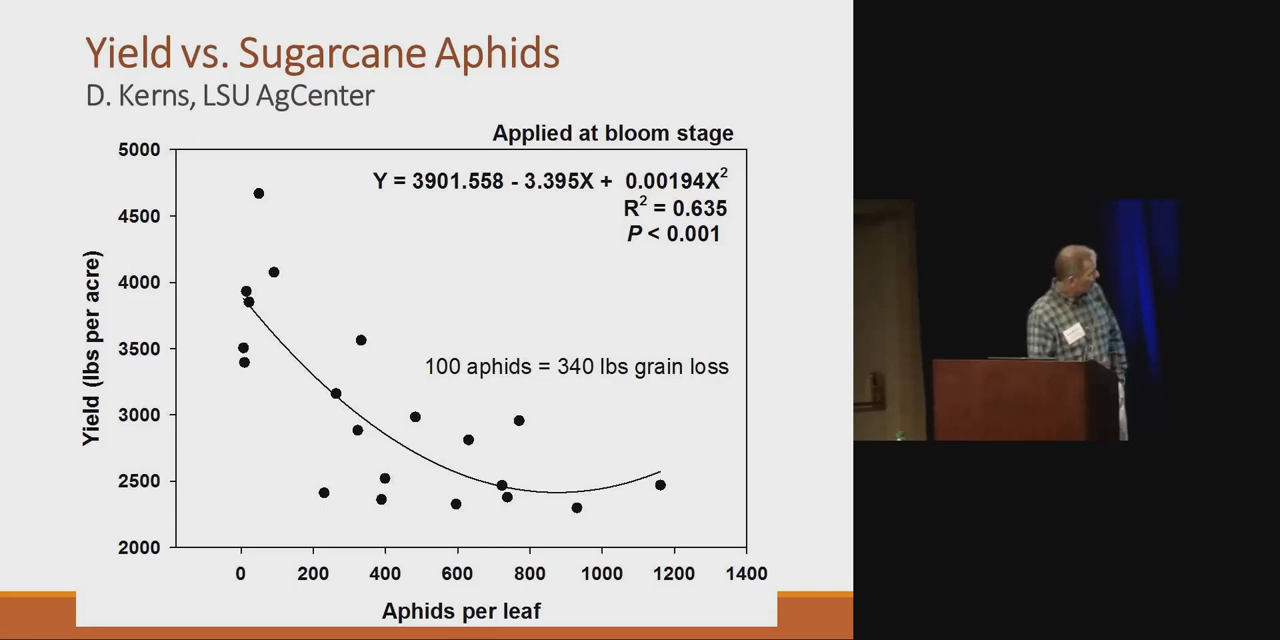 Yield vs. Sugarcane Aphids
D. Kerns, LSU AgCenter
Applied at bloom stage
Y = 3901.558 - 3.395X + 0.00194X²
R² = 0.635
P < 0.001
100 aphids = 340 lbs grain loss
Yield (lbs per acre)
5000
4500
4000
3500
3000
2500
2000
0 200 400 600 800 1000 1200 1400
Aphids per leaf